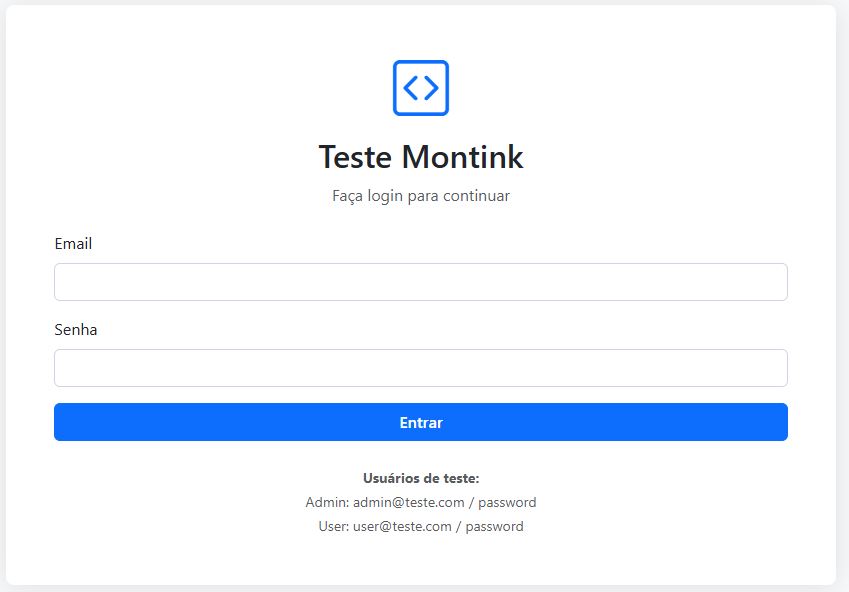 Teste Montink
Faça login para continuar
Email
Senha
Entrar
Usuários de teste:
Admin: admin@teste.com / password
User: user@teste.com / password